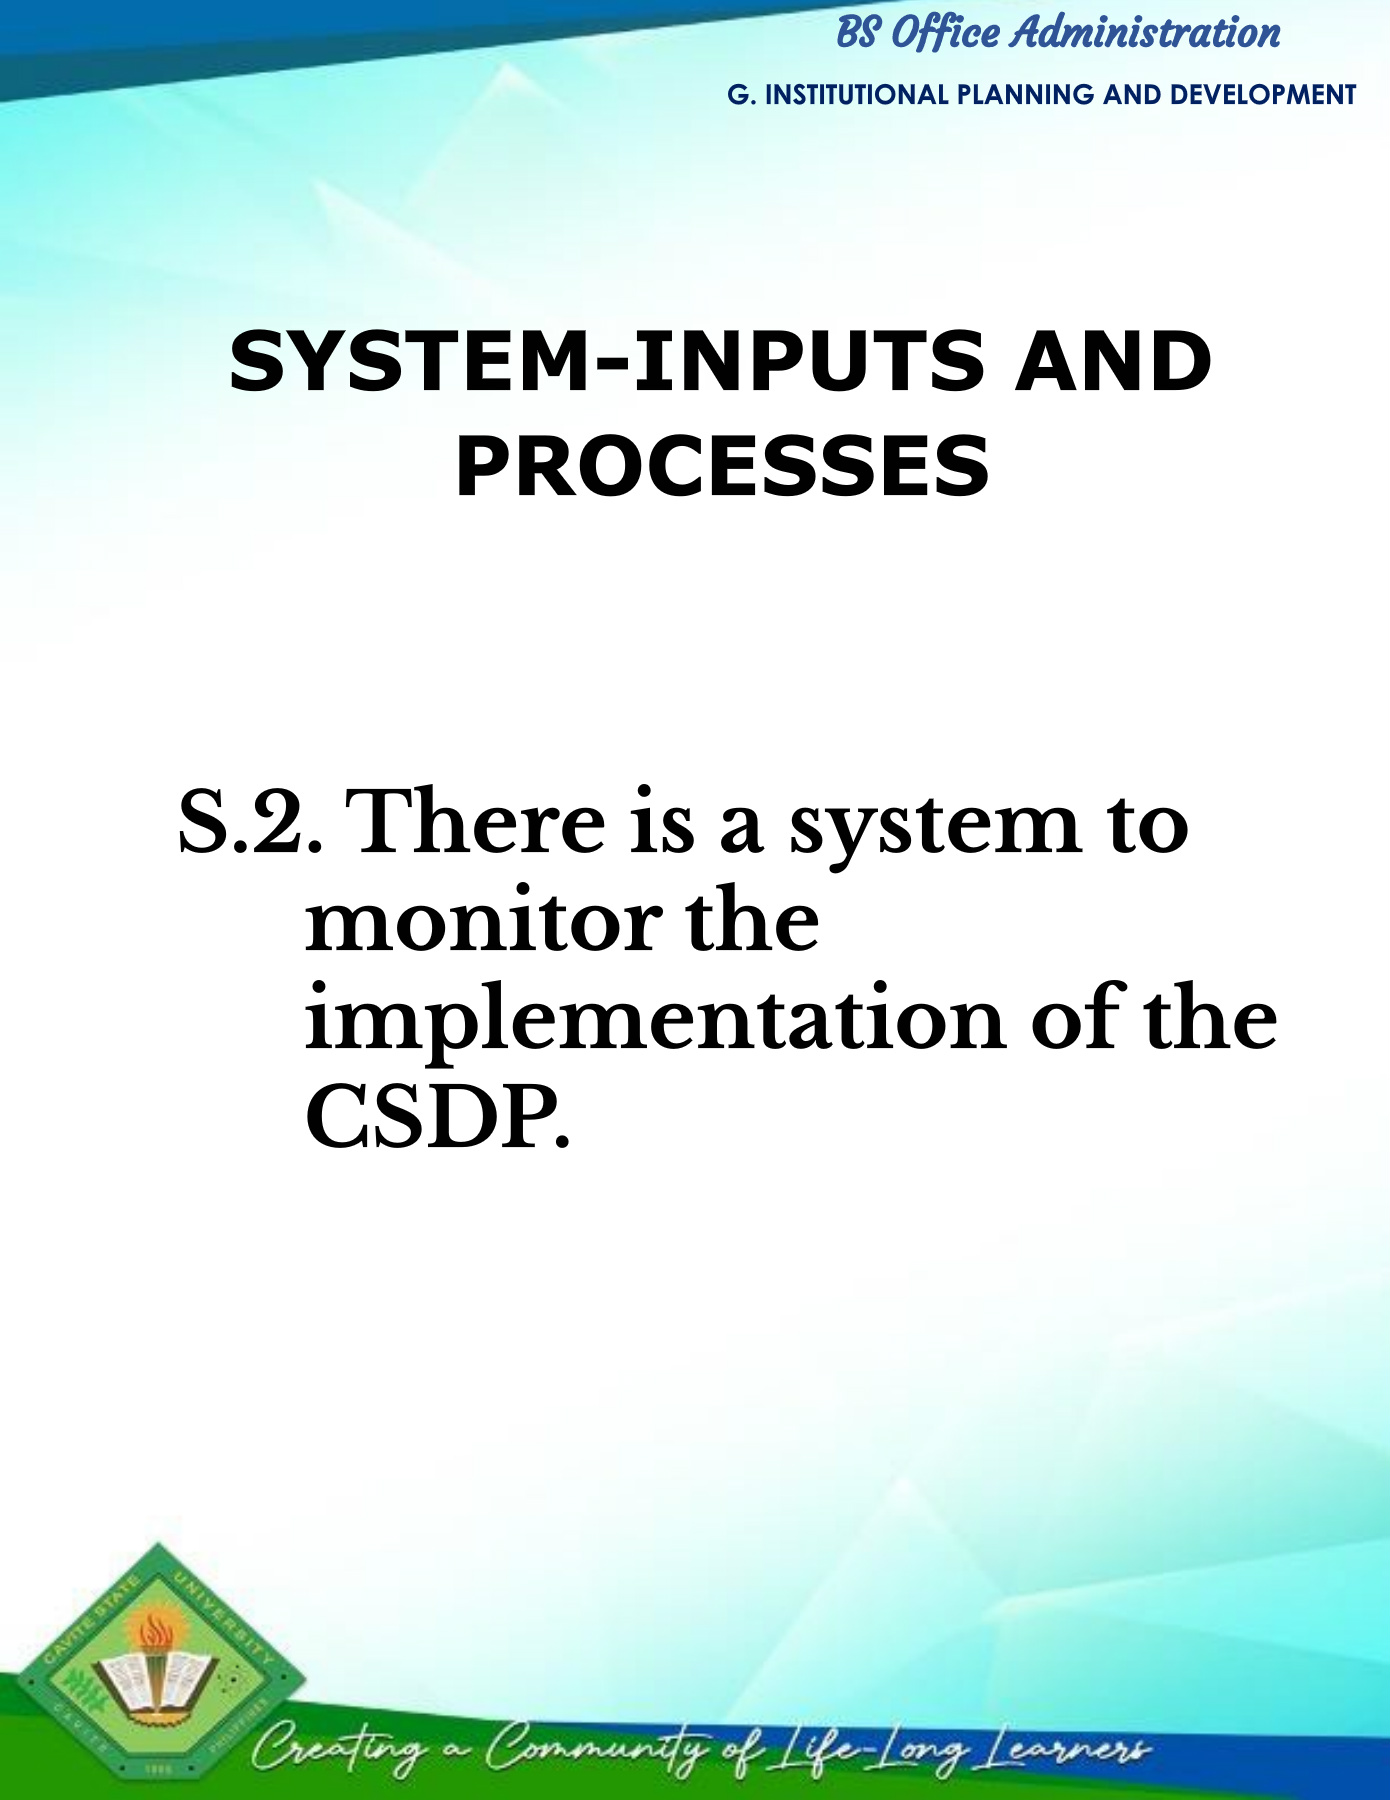 BS Office Administration
G. INSTITUTIONAL PLANNING AND DEVELOPMENT
SYSTEM-INPUTS AND
PROCESSES
S.2. There is a system to
monitor the
implementation of the
CSDP.
CAVITE STATE UNIVERSITY
CAVITE
PHILIPPINES
Creating a Community of Life-Long Learners